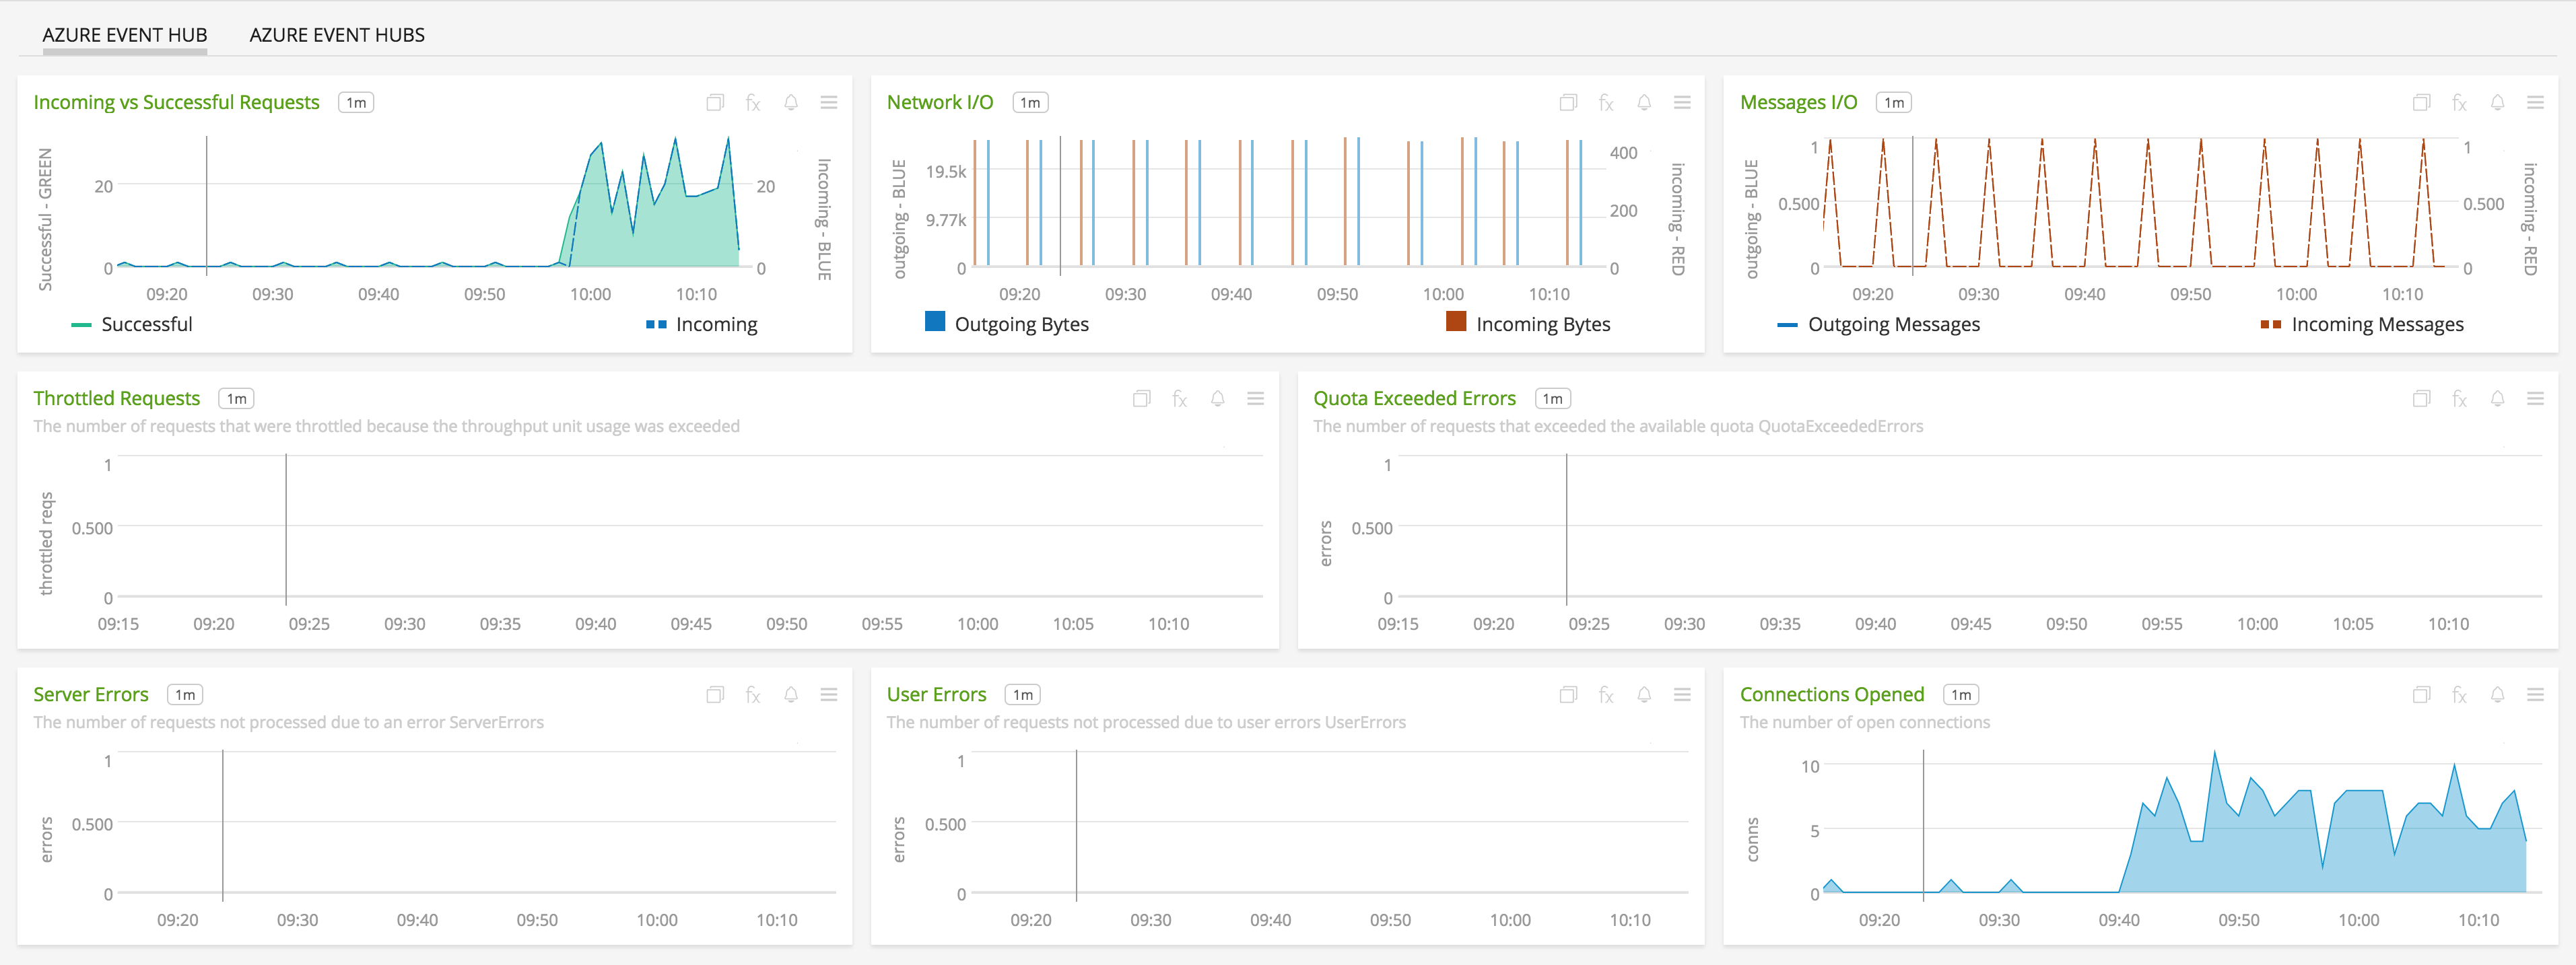 AZURE EVENT HUB AZURE EVENT HUBS
Incoming vs Successful Requests 1m
fx
Successful - GREEN
20
0
20
0
Incoming - BLUE
09:20 09:30 09:40 09:50 10:00 10:10
Successful Incoming
Network I/O 1m
fx
outgoing - BLUE
19.5k
9.77k
0
400
200
0
incoming - RED
09:20 09:30 09:40 09:50 10:00 10:10
Outgoing Bytes Incoming Bytes
Messages I/O 1m
fx
outgoing - BLUE
1
0.500
0
1
0.500
0
incoming - RED
09:20 09:30 09:40 09:50 10:00 10:10
Outgoing Messages Incoming Messages
Throttled Requests 1m
fx
The number of requests that were throttled because the throughput unit usage was exceeded
throttled reqs
1
0.500
0
09:15 09:20 09:25 09:30 09:35 09:40 09:45 09:50 09:55 10:00 10:05 10:10
Quota Exceeded Errors 1m
fx
The number of requests that exceeded the available quota QuotaExceededErrors
errors
1
0.500
0
09:15 09:20 09:25 09:30 09:35 09:40 09:45 09:50 09:55 10:00 10:05 10:10
Server Errors 1m
fx
The number of requests not processed due to an error ServerErrors
errors
1
0.500
0
09:20 09:30 09:40 09:50 10:00 10:10
User Errors 1m
fx
The number of requests not processed due to user errors UserErrors
errors
1
0.500
0
09:20 09:30 09:40 09:50 10:00 10:10
Connections Opened 1m
fx
The number of open connections
conns
10
5
0
09:20 09:30 09:40 09:50 10:00 10:10